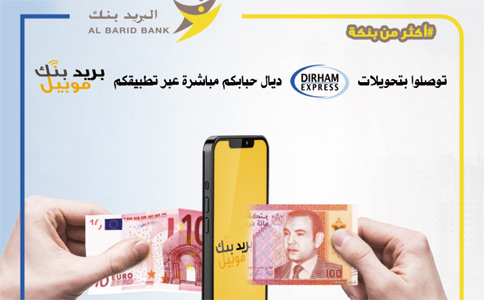 البريد بنك
AL BARID BANK
#أكثر من بنكة
توصلوا بتحويلات DIRHAM EXPRESS ديال حبابكم مباشرة عبر تطبيقكم بريد بنك موبيل
بريد بنك
موبيل
10
10 EURO
100